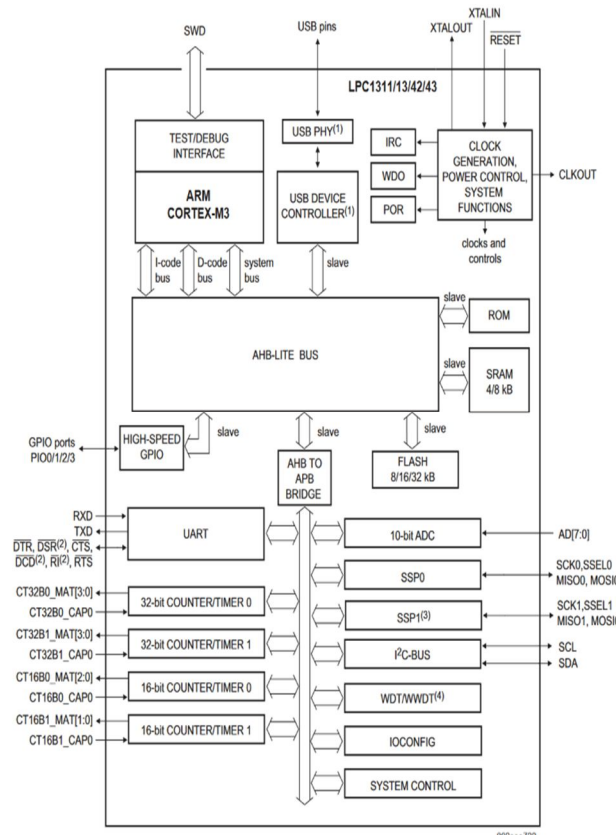 XTALIN
XTALOUT
RESET
SWD
USB pins
LPC1311/13/42/43
TEST/DEBUG
INTERFACE
ARM
CORTEX-M3
USB PHY(1)
USB DEVICE
CONTROLLER(1)
IRC
WDO
POR
CLOCK
GENERATION,
POWER CONTROL,
SYSTEM
FUNCTIONS
CLKOUT
clocks and
controls
I-code
bus
D-code
bus
system
bus
slave
AHB-LITE BUS
slave
ROM
slave
SRAM
4/8 kB
GPIO ports
PIO0/1/2/3
HIGH-SPEED
GPIO
slave
slave
slave
AHB TO
APB
BRIDGE
FLASH
8/16/32 kB
RXD
TXD
DTR, DSR(2), CTS,
DCD(2), RI(2), RTS
UART
10-bit ADC
AD[7:0]
SSP0
SCK0,SSEL0
MISO0, MOSI0
CT32B0_MAT[3:0]
CT32B0_CAP0
32-bit COUNTER/TIMER 0
SSP1(3)
SCK1,SSEL1
MISO1, MOSI
CT32B1_MAT[3:0]
CT32B1_CAP0
32-bit COUNTER/TIMER 1
I2C-BUS
SCL
SDA
CT16B0_MAT[2:0]
CT16B0_CAP0
16-bit COUNTER/TIMER 0
WDT/WWDT(4)
CT16B1_MAT[1:0]
CT16B1_CAP0
16-bit COUNTER/TIMER 1
IOCONFIG
SYSTEM CONTROL